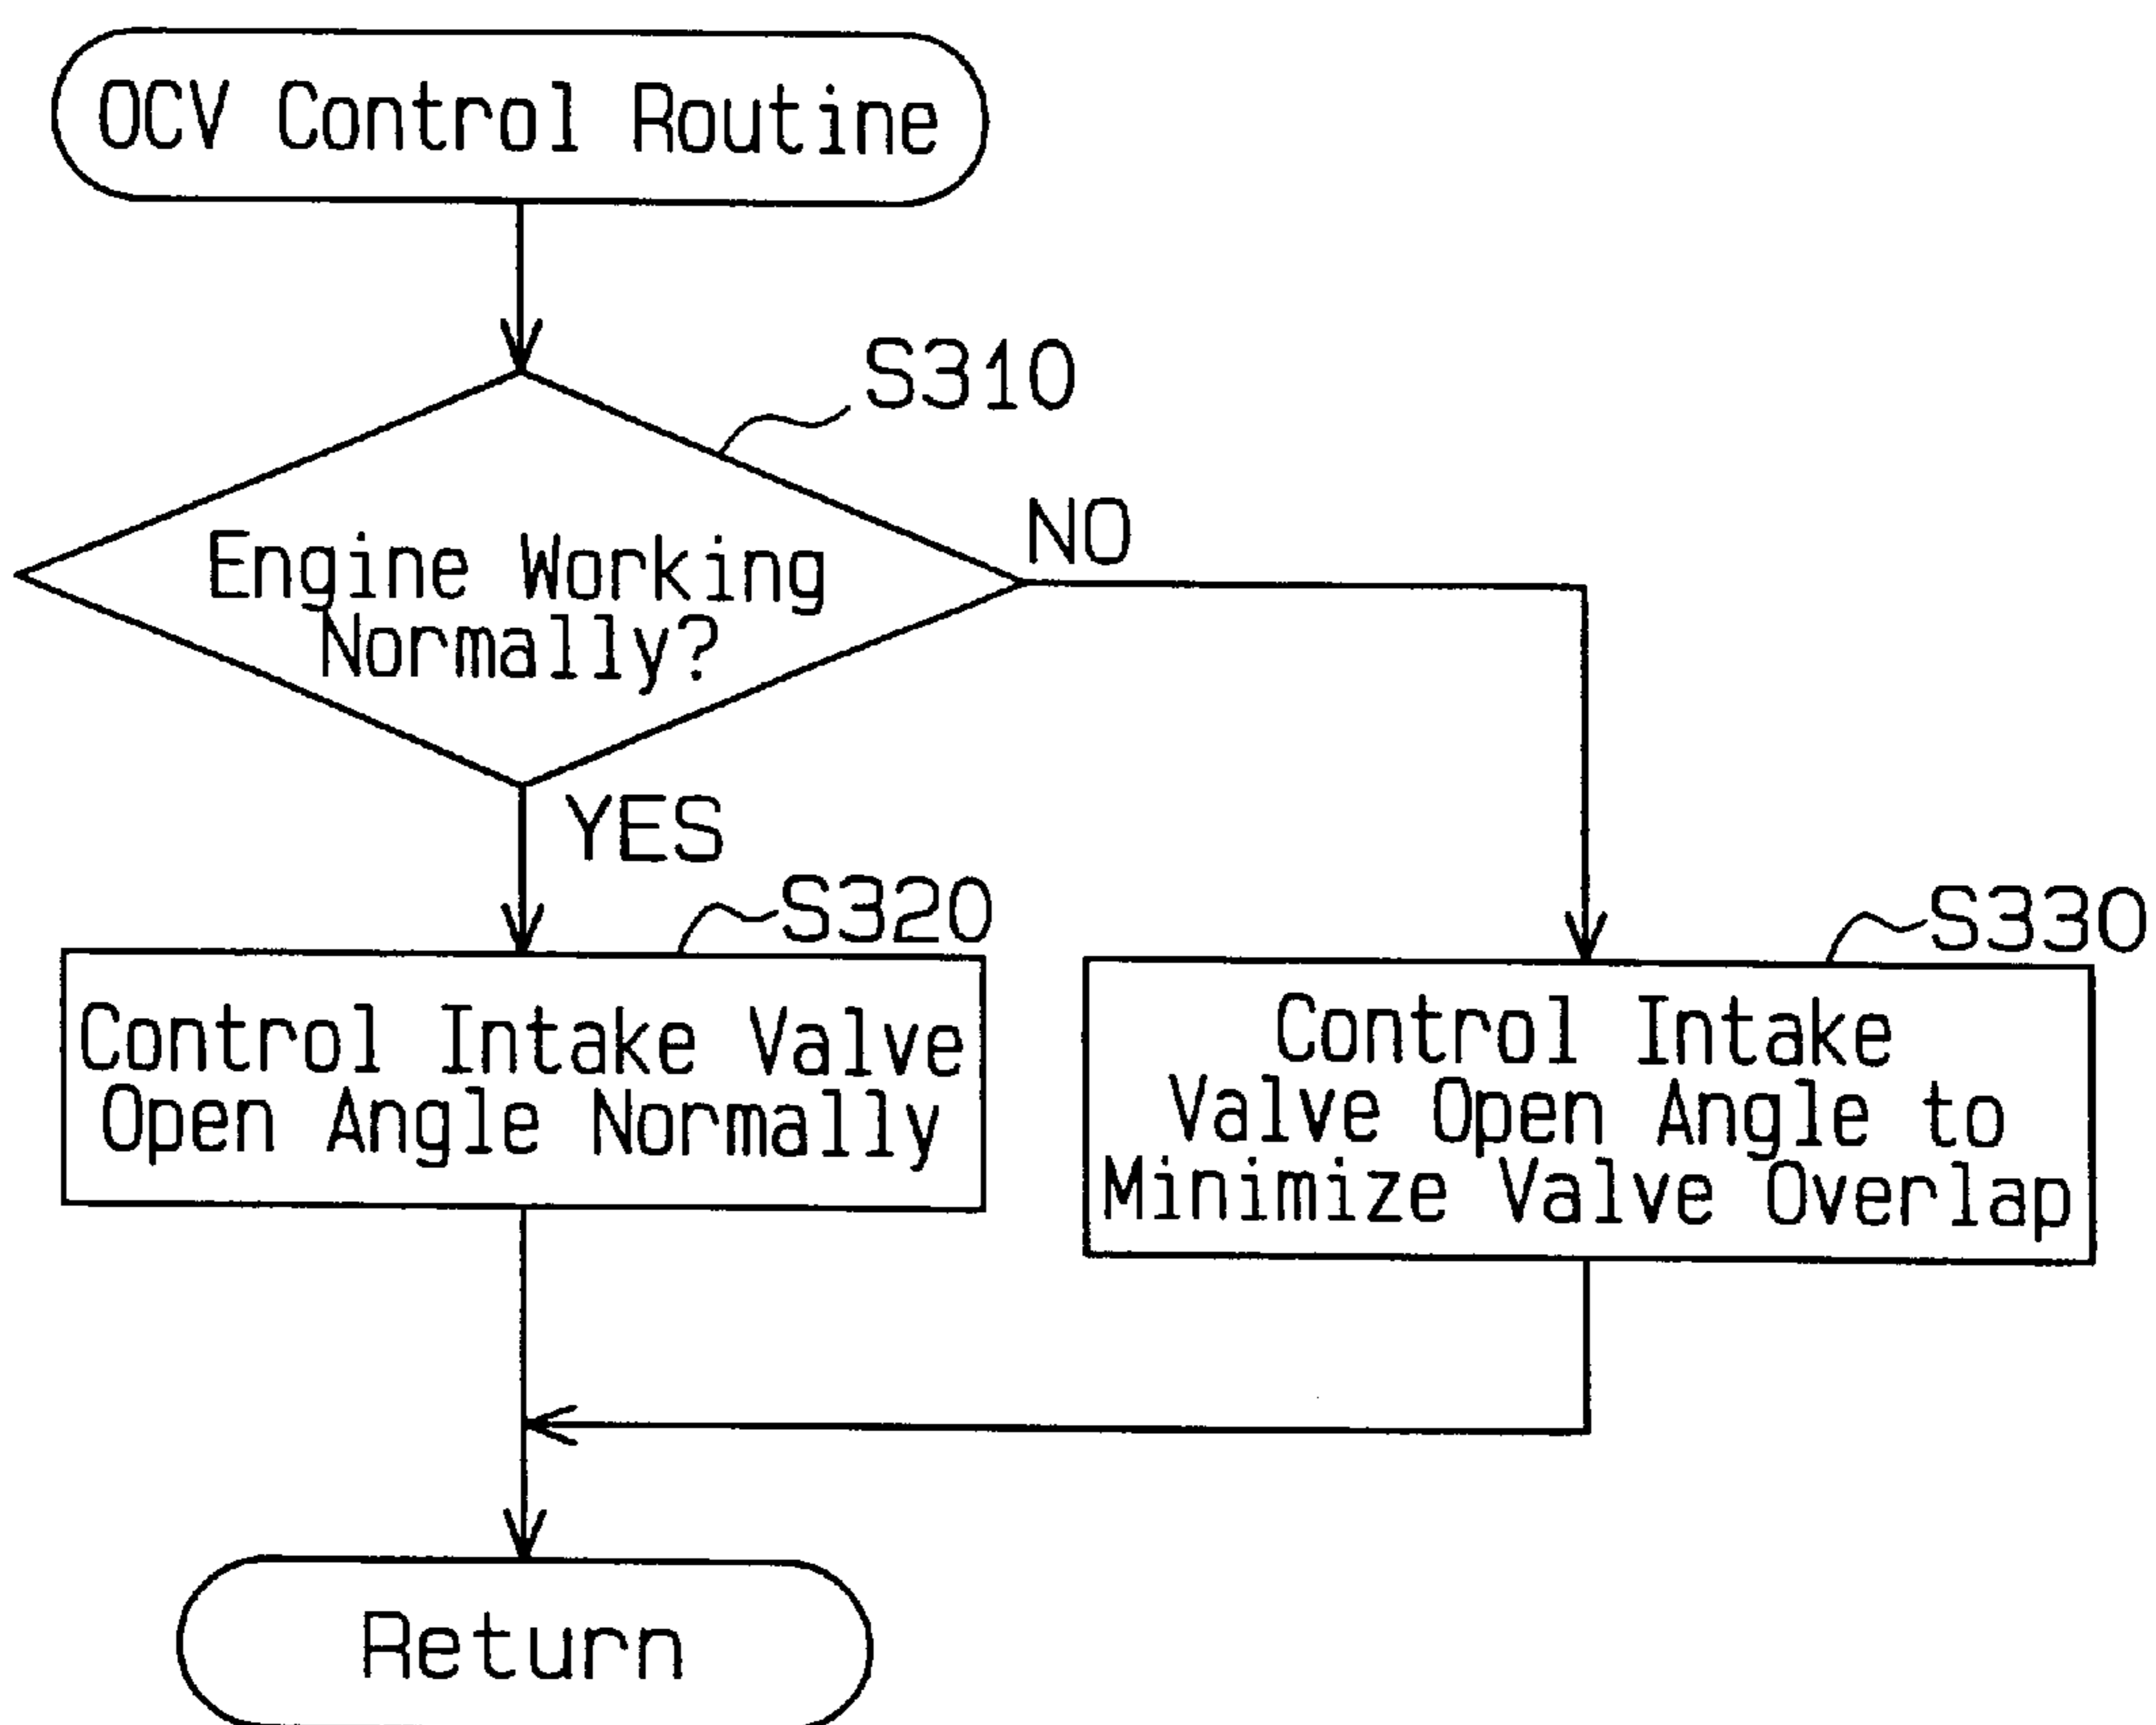 OCV Control Routine
S310
Engine Working
Normally?
NO
YES
S320
Control Intake Valve
Open Angle Normally
S330
Control Intake
Valve Open Angle to
Minimize Valve Overlap
Return